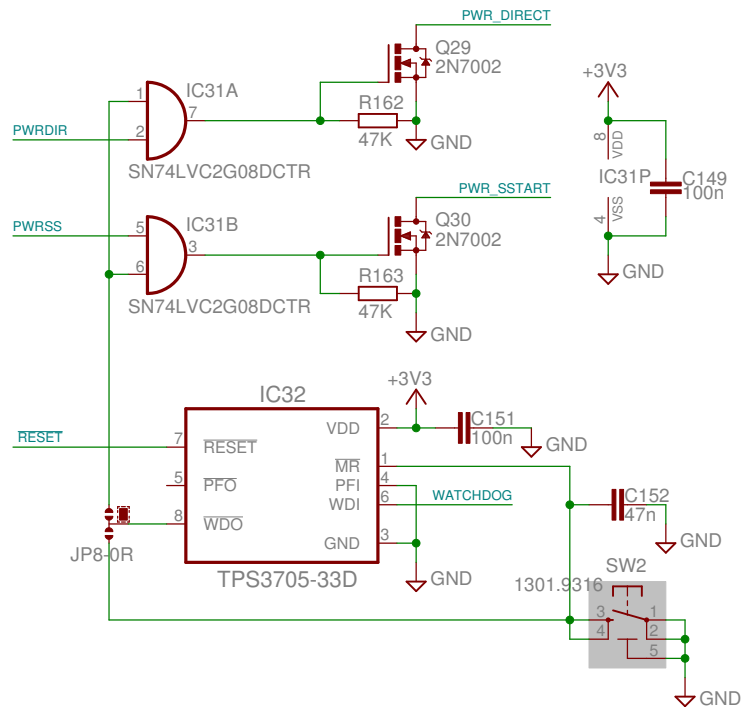 PWR_DIRECT
Q29
2N7002
+3V3
IC31A
1
7
R162
8
VDD
PWRDIR
2
GND
47K
IC31P
C149
100n
SN74LVC2G08DCTR
PWR_SSTART
4
VSS
IC31B
Q30
2N7002
PWRSS
5
3
6
R163
GND
SN74LVC2G08DCTR
47K
GND
IC32
+3V3
VDD
2
C151
100n
RESET
7
RESET
GND
MR
1
5
PFO
PFI
4
WDI
6
WATCHDOG
C152
47n
8
WDO
GND
3
GND
JP8-0R
TPS3705-33D
GND
SW2
1301.9316
3
1
4
2
5
GND